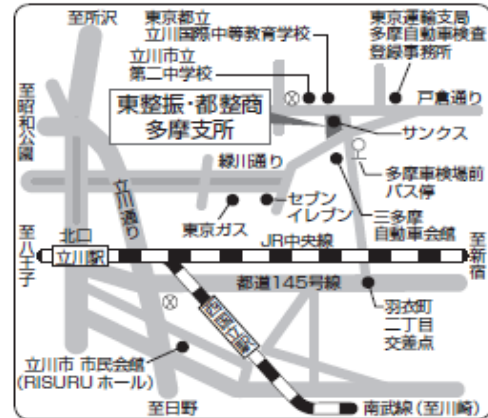 至所沢
東京都立
立川国際中等教育学校
立川市立
第二中学校
東京運輸支局
多摩自動車検査
登録事務所
至昭和公園
東整振・都整商
多摩支所
戸倉通り
サンクス
緑川通り
多摩車検場前
バス停
立川通り
セブン
イレブン
東京ガス
三多摩
自動車会館
至八王子
北口
立川駅
JR中央線
至新宿
都道145号線
羽衣町
二丁目
交差点
立川市 市民会館
(RISURUホール)
至日野
南武線(至川崎)